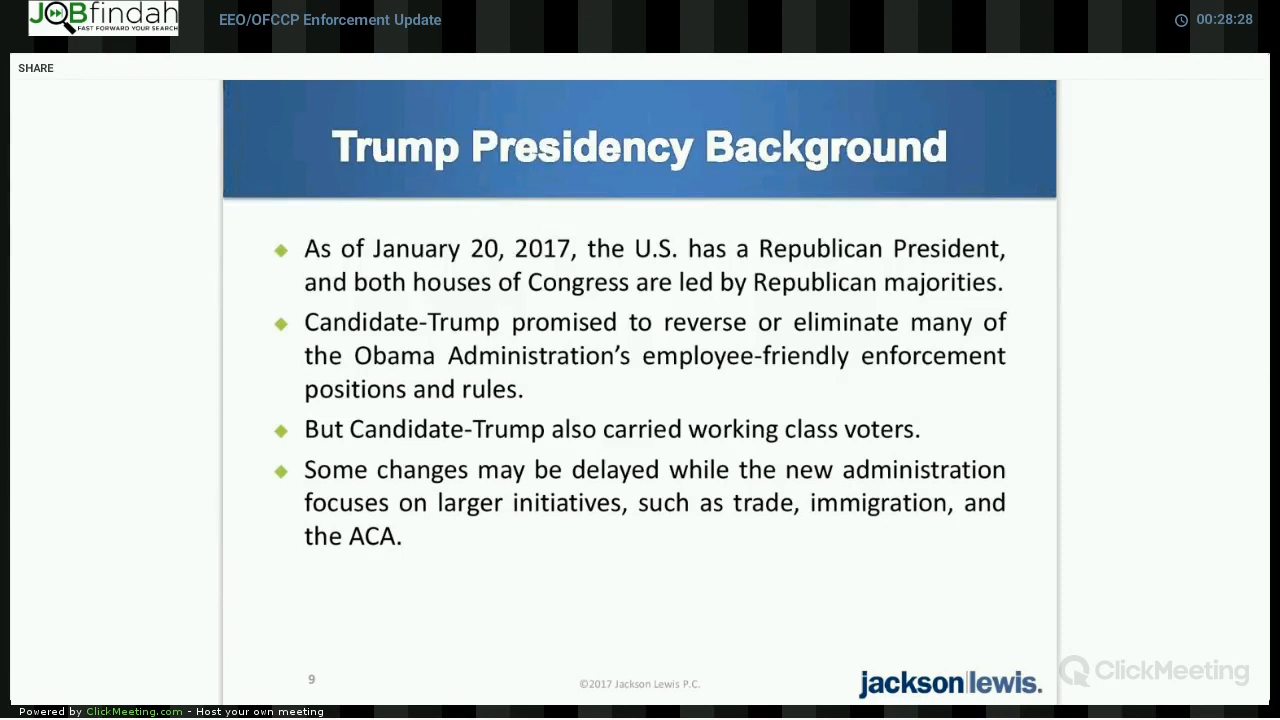 JOBfindah
FAST FORWARD YOUR SEARCH
EEO/OFCCP Enforcement Update
00:28:28
SHARE
Trump Presidency Background
As of January 20, 2017, the U.S. has a Republican President,
and both houses of Congress are led by Republican majorities.
Candidate-Trump promised to reverse or eliminate many of
the Obama Administration’s employee-friendly enforcement
positions and rules.
But Candidate-Trump also carried working class voters.
Some changes may be delayed while the new administration
focuses on larger initiatives, such as trade, immigration, and
the ACA.
9
©2017 Jackson Lewis P.C.
jackson|lewis.
ClickMeeting
Powered by ClickMeeting.com - Host your own meeting